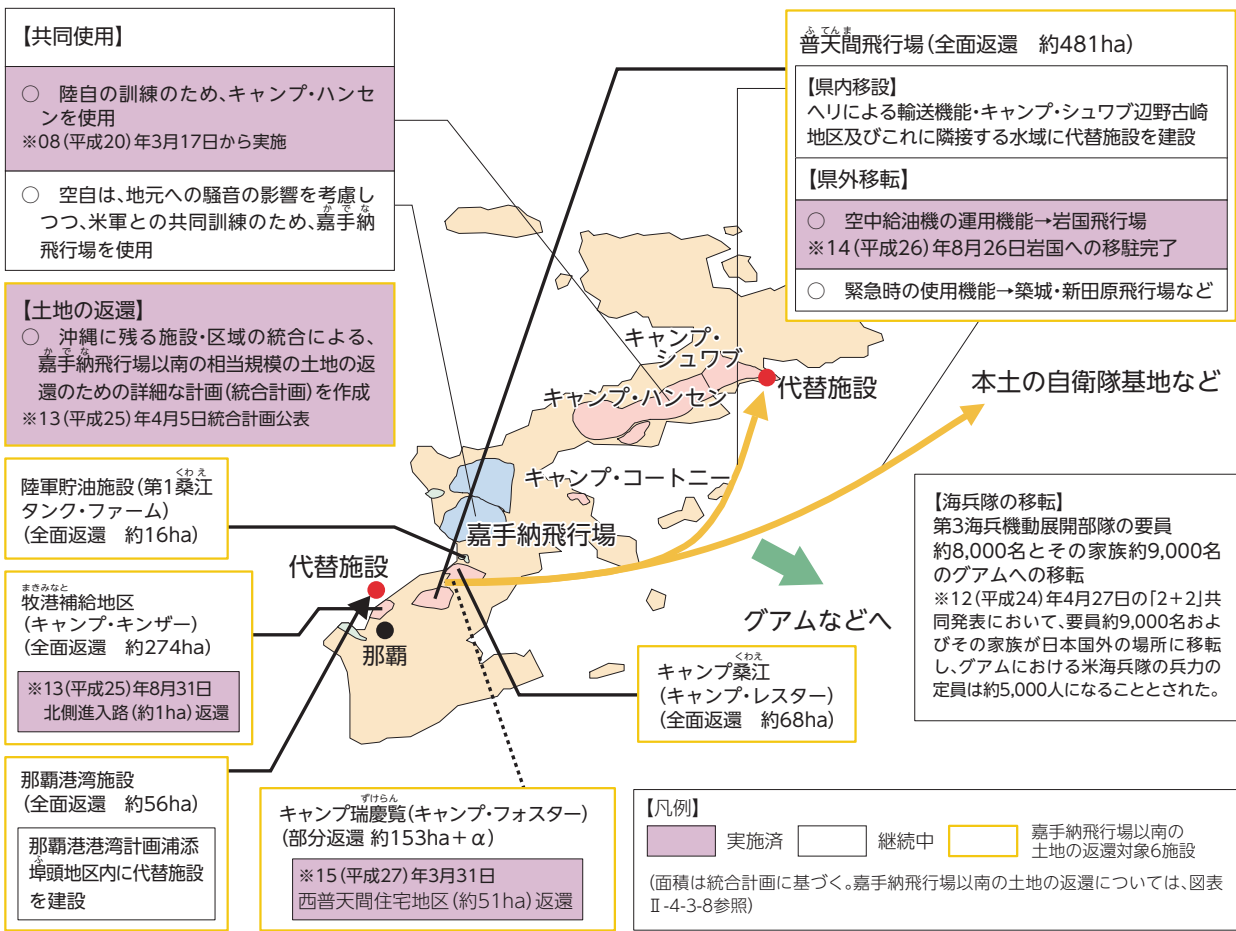 【共同使用】
○ 陸自の訓練のため、キャンプ・ハンセ
ンを使用
※08(平成20)年3月17日から実施
○ 空自は、地元への騒音の影響を考慮し
つつ、米軍との共同訓練のため、嘉手納
かでな
飛行場を使用
【土地の返還】
○ 沖縄に残る施設・区域の統合による、
かでな
嘉手納飛行場以南の相当規模の土地の返
還のための詳細な計画(統合計画)を作成
※13(平成25)年4月5日統合計画公表
くわえ
陸軍貯油施設(第1桑江
タンク・ファーム)
(全面返還 約16ha)
まきみなと
牧港補給地区
(キャンプ・キンザー)
(全面返還 約274ha)
※13(平成25)年8月31日
北側進入路(約1ha)返還
那覇港湾施設
(全面返還 約56ha)
那覇港港湾計画浦添
ふ
埠頭地区内に代替施設
を建設
ふてんま
普天間飛行場(全面返還 約481ha)
【県内移設】
ヘリによる輸送機能・キャンプ・シュワブ辺野古崎
地区及びこれに隣接する水域に代替施設を建設
【県外移転】
○ 空中給油機の運用機能→岩国飛行場
※14(平成26)年8月26日岩国への移駐完了
○ 緊急時の使用機能→築城・新田原飛行場など
キャンプ・
シュワブ
代替施設
キャンプ・ハンセン
本土の自衛隊基地など
キャンプ・コートニー
嘉手納飛行場
代替施設
那覇
グアムなどへ
【海兵隊の移転】
第3海兵機動展開部隊の要員
約8,000名とその家族約9,000名
のグアムへの移転
※12(平成24)年4月27日の「2+2」共
同発表において、要員約9,000名およ
びその家族が日本国外の場所に移転
し、グアムにおける米海兵隊の兵力の
定員は約5,000人になることとされた。
くわえ
キャンプ桑江
(キャンプ・レスター)
(全面返還 約68ha)
ずけらん
キャンプ瑞慶覧(キャンプ・フォスター)
(部分返還 約153ha+α)
※15(平成27)年3月31日
西普天間住宅地区(約51ha)返還
【凡例】
実施済
継続中
嘉手納飛行場以南の
土地の返還対象6施設
(面積は統合計画に基づく。嘉手納飛行場以南の土地の返還については、図表
Ⅱ-4-3-8参照)